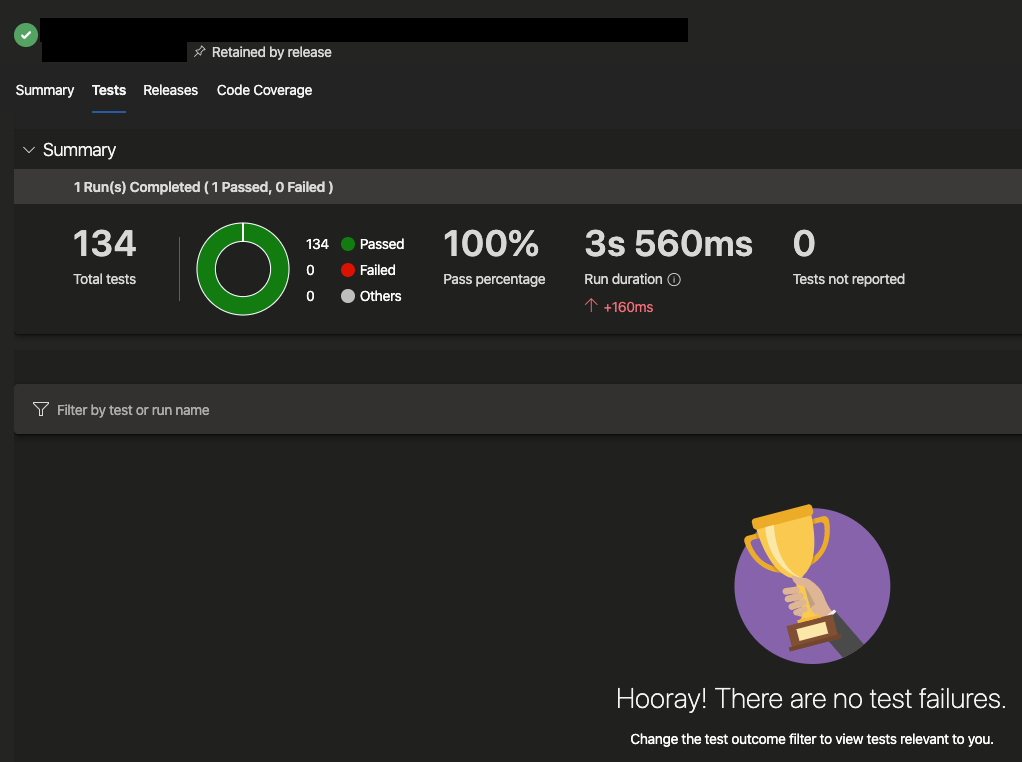 Retained by release
Summary Tests Releases Code Coverage
Summary
1 Run(s) Completed ( 1 Passed, 0 Failed )
134
Total tests
134 Passed
0 Failed
0 Others
100%
Pass percentage
3s 560ms
Run duration
+160ms
0
Tests not reported
Filter by test or run name
Hooray! There are no test failures.
Change the test outcome filter to view tests relevant to you.